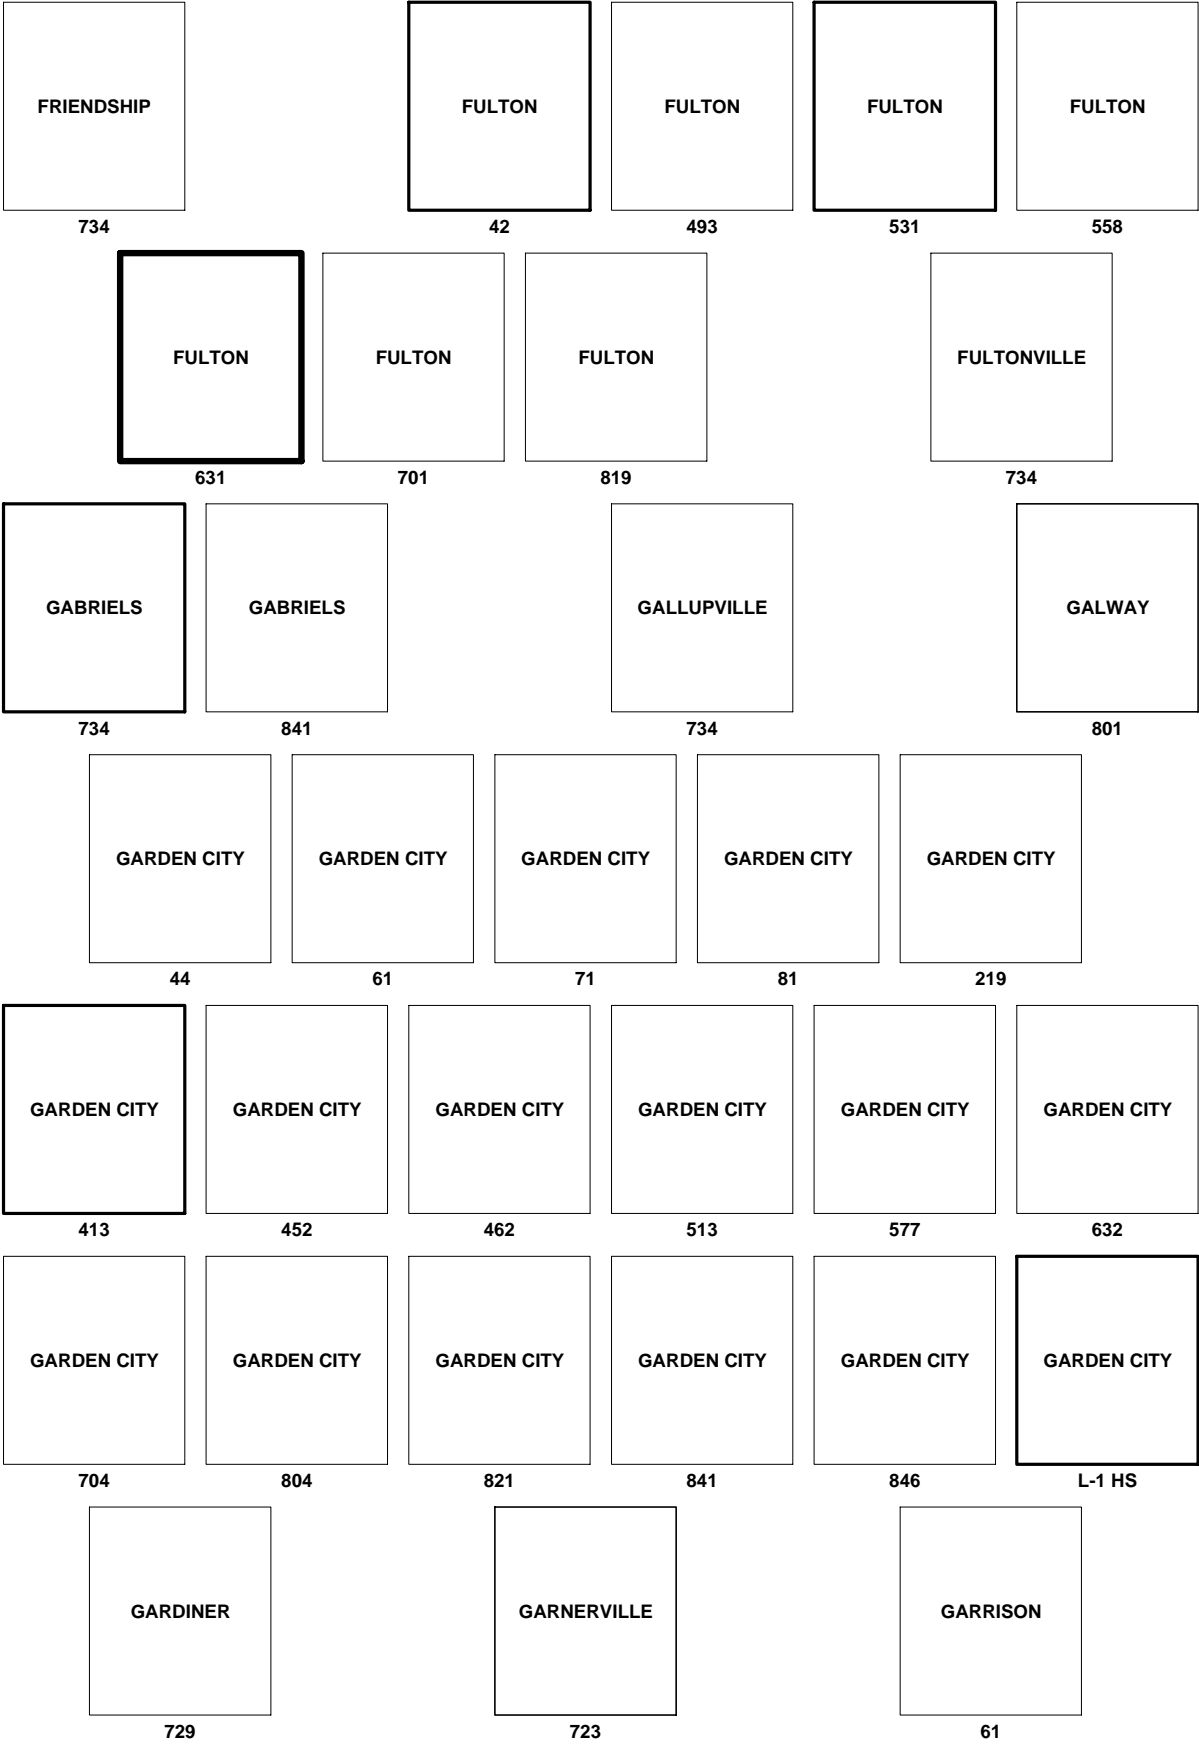 FRIENDSHIP FULTON FULTON FULTON FULTON
734 42 493 531 558
FULTON FULTON FULTON FULTONVILLE
631 701 819 734
GABRIELS GABRIELS GALLUPVILLE GALWAY
734 841 734 801
GARDEN CITY GARDEN CITY GARDEN CITY GARDEN CITY GARDEN CITY
44 61 71 81 219
GARDEN CITY GARDEN CITY GARDEN CITY GARDEN CITY GARDEN CITY GARDEN CITY
413 452 462 513 577 632
GARDEN CITY GARDEN CITY GARDEN CITY GARDEN CITY GARDEN CITY GARDEN CITY
704 804 821 841 846 L-1 HS
GARDINER GARNERVILLE GARRISON
729 723 61